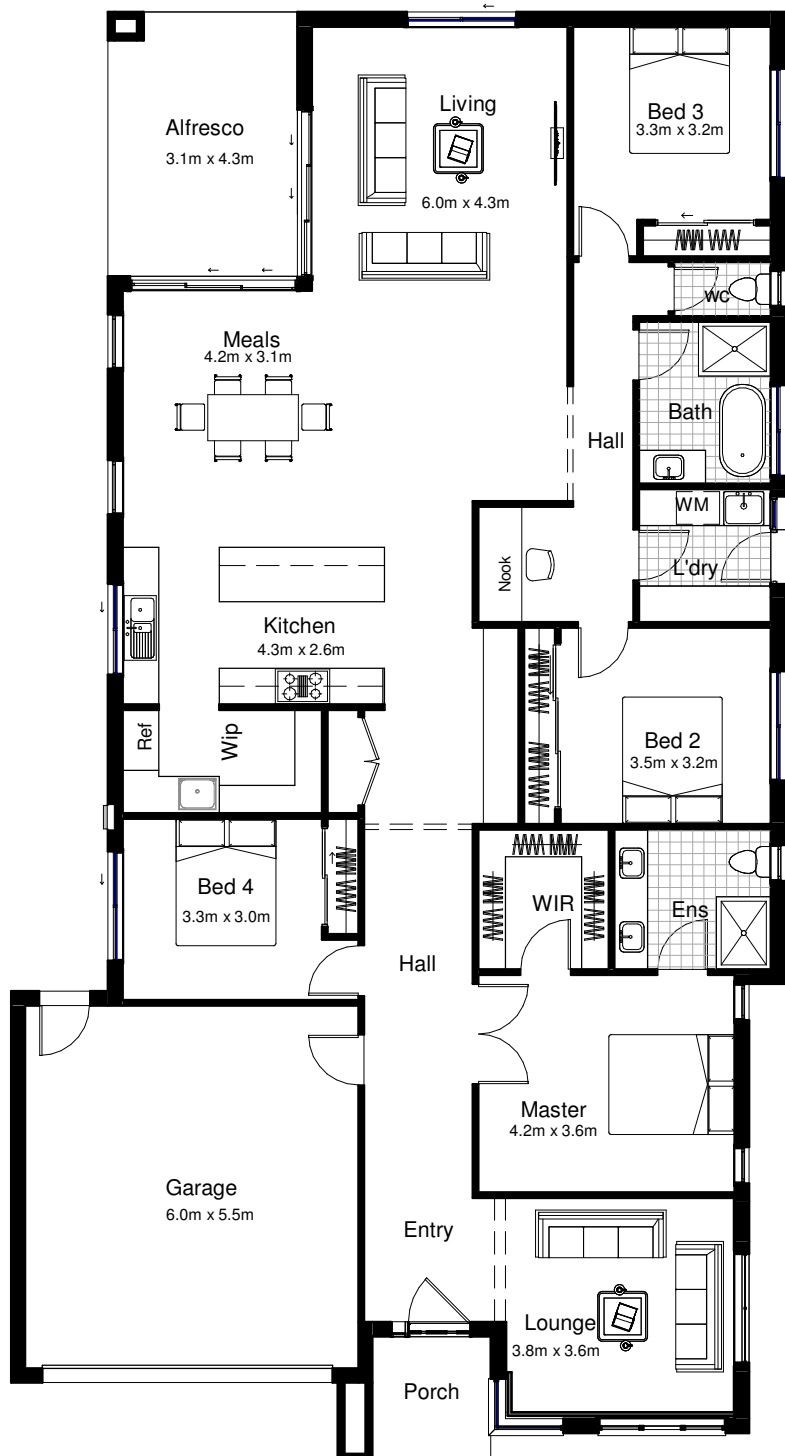 Living
Alfresco
3.1m x 4.3m
6.0m x 4.3m
Bed 3
3.3m x 3.2m
wc
Meals
4.2m x 3.1m
Bath
Hall
WM
L'dry
Nook
Kitchen
4.3m x 2.6m
Ref
Wip
Bed 2
3.5m x 3.2m
Bed 4
3.3m x 3.0m
WIR
Ens
Hall
Master
4.2m x 3.6m
Garage
6.0m x 5.5m
Entry
Lounge
3.8m x 3.6m
Porch